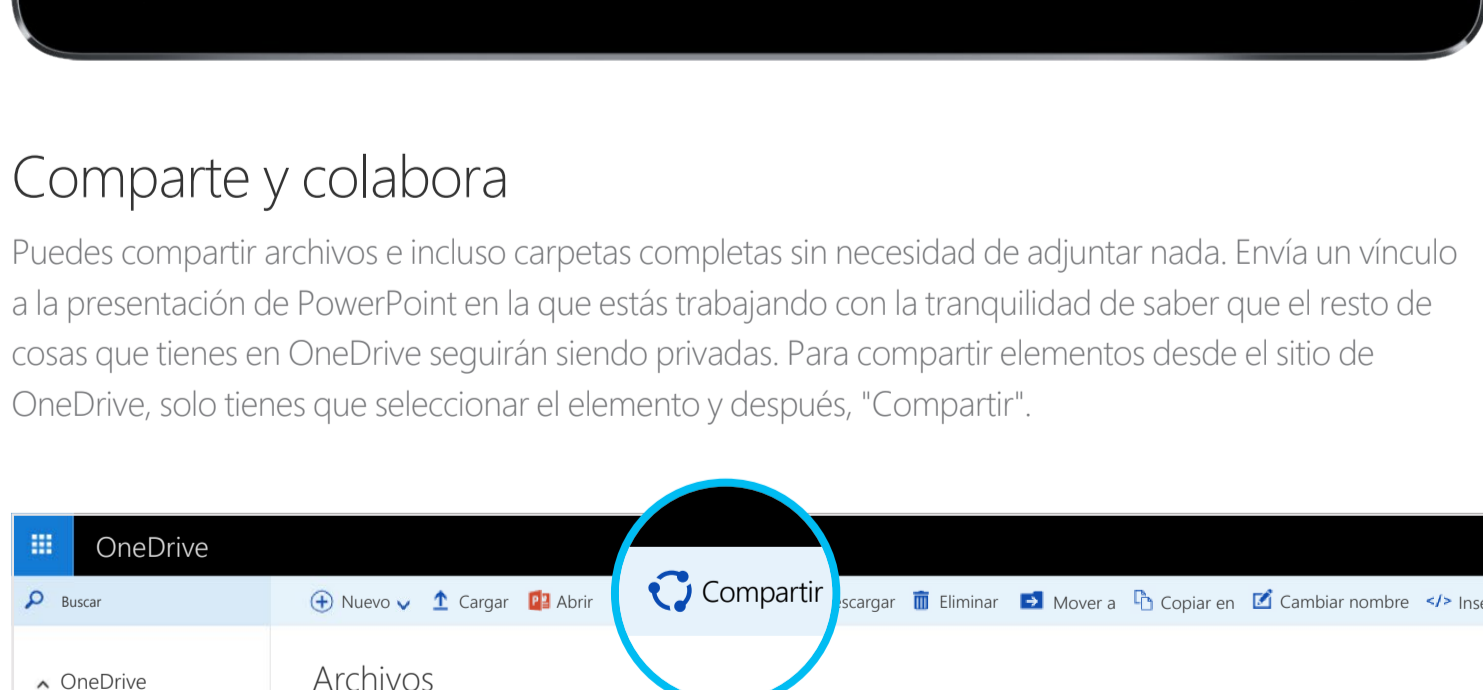 Comparte y colabora
Puedes compartir archivos e incluso carpetas completas sin necesidad de adjuntar nada. Envía un vínculo
a la presentación de PowerPoint en la que estás trabajando con la tranquilidad de saber que el resto de
cosas que tienes en OneDrive seguirán siendo privadas. Para compartir elementos desde el sitio de
OneDrive, solo tienes que seleccionar el elemento y después, "Compartir".
OneDrive
Buscar Nuevo Cargar Abrir Compartir Eliminar Mover a Copiar en Cambiar nombre
OneDrive Archivos